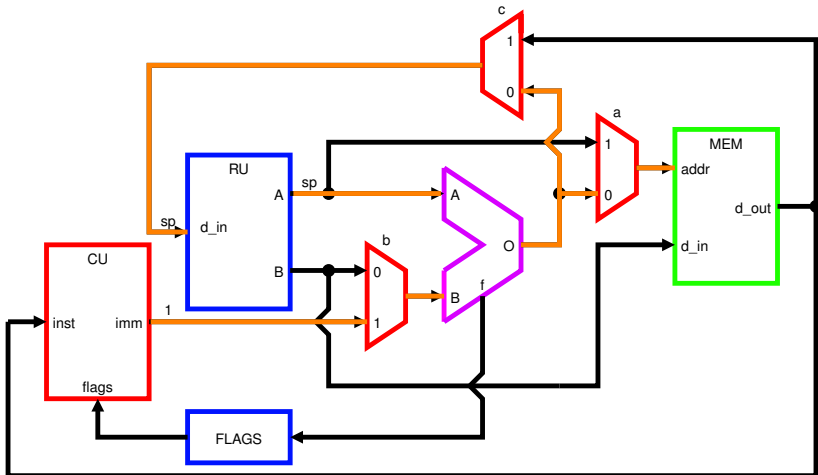 c
1
0
a
1
0
MEM
addr
d_out
d_in
RU
A
sp
sp
d_in
B
A
B
O
f
b
0
1
CU
inst
imm
1
flags
FLAGS